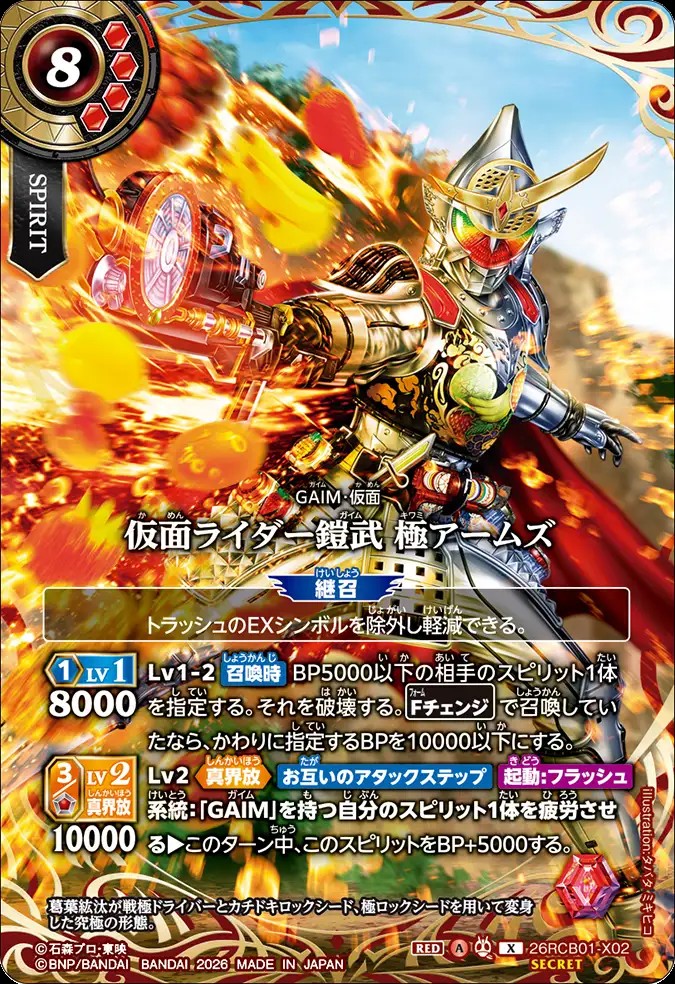 8
SPIRIT
GAIM・仮面
仮面ライダー鎧武 極アームズ
継召
トラッシュのEXシンボルを除外し軽減できる。
1 LV1
8000
Lv1-2 召喚時 BP5000以下の相手のスピリット1体
を指定する。それを破壊する。Fチェンジで召喚してい
たなら、かわりに指定するBPを10000以下にする。
3 LV2
真界放
10000
Lv2 真界放 お互いのアタックステップ 起動:フラッシュ
系統:「GAIM」を持つ自分のスピリット1体を疲労させ
る▶このターン中、このスピリットをBP+5000する。
illustration:タバタミキヒコ
葛葉紘汰が戦極ドライバーとカチドキロックシード、極ロックシードを用いて変身
した究極の形態。
©石森プロ・東映
©BNP/BANDAI BANDAI 2026 MADE IN JAPAN
RED A X 26RCB01-X02
SECRET